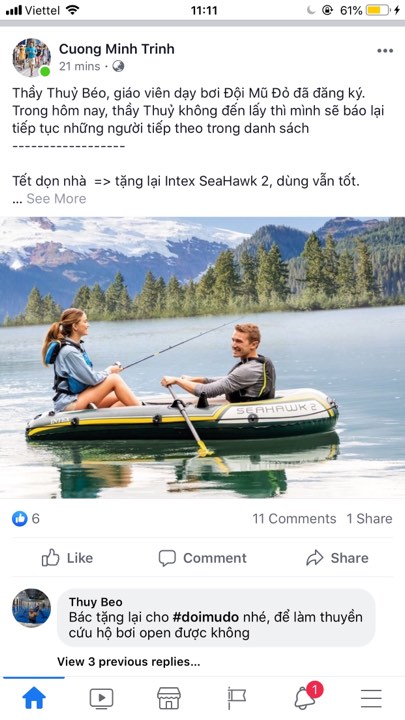 Viettel
11:11
61%
Cuong Minh Trinh
21 mins
Thầy Thuỷ Béo, giáo viên dạy bơi Đội Mũ Đỏ đã đăng ký.
Trong hôm nay, thầy Thuỷ không đến lấy thì mình sẽ báo lại
tiếp tục những người tiếp theo trong danh sách
------------------
Tết dọn nhà => tặng lại Intex SeaHawk 2, dùng vẫn tốt.
... See More
SEAHAWK 2
INTEX
6
11 Comments 1 Share
Like Comment Share
Thuy Beo
Bác tặng lại cho #doimudo nhé, để làm thuyền
cứu hộ bơi open được không
View 3 previous replies...
1